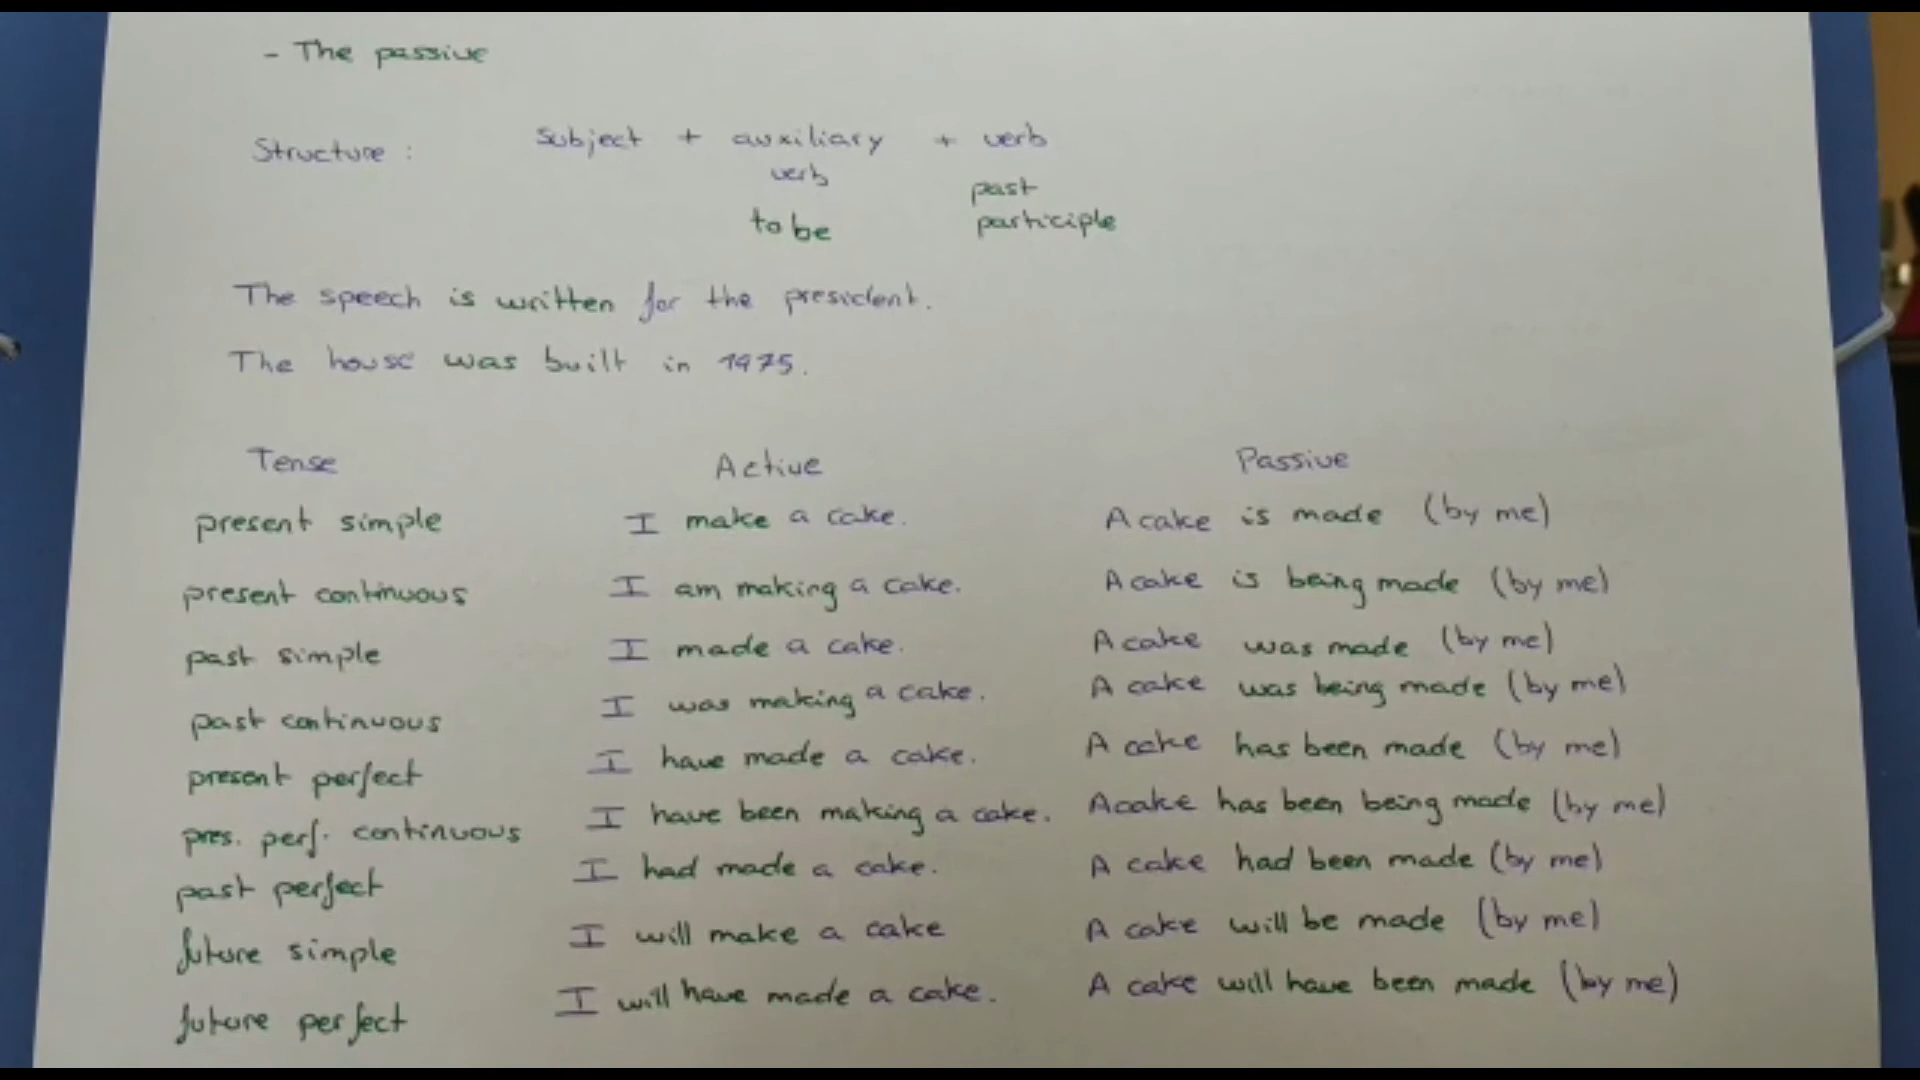 - The passive
Structure : Subject + auxiliary + verb
verb past
to be participle
The speech is written for the president.
The house was built in 1975.
Tense Active Passive
present simple I make a cake. A cake is made (by me)
present continuous I am making a cake. A cake is being made (by me)
past simple I made a cake. A cake was made (by me)
past continuous I was making a cake. A cake was being made (by me)
present perfect I have made a cake. A cake has been made (by me)
pres. perf. continuous I have been making a cake. A cake has been being made (by me)
past perfect I had made a cake. A cake had been made (by me)
future simple I will make a cake A cake will be made (by me)
future perfect I will have made a cake. A cake will have been made (by me)